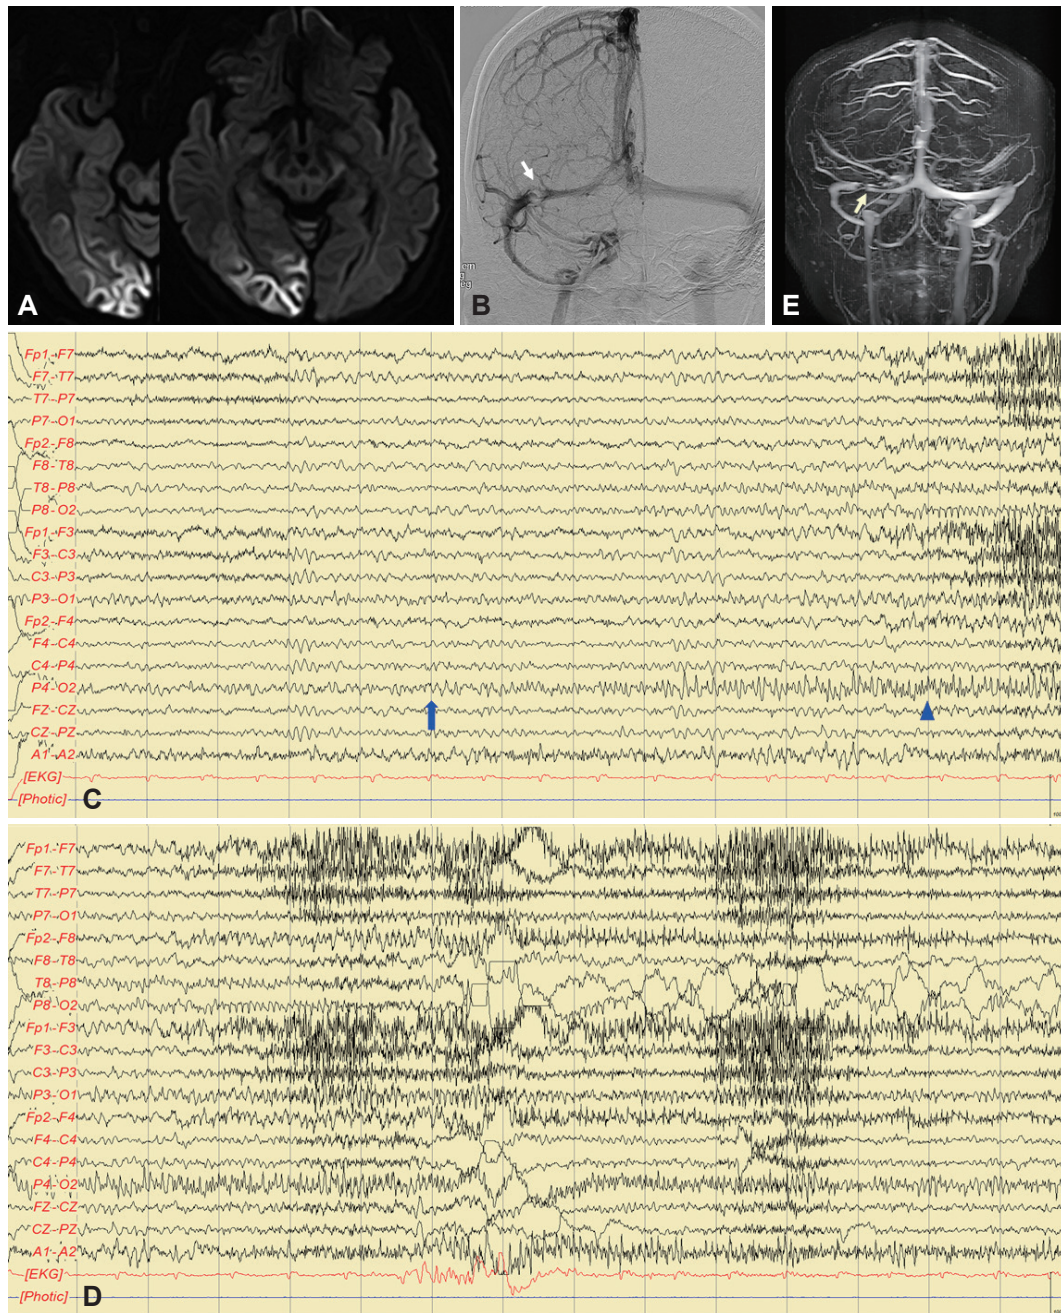 A
B
E
Fp1-F7
F7-T7
T7-P7
P7-O1
Fp2-F8
F8-T8
T8-P8
P8-O2
Fp1-F3
F3-C3
C3-P3
P3-O1
Fp2-F4
F4-C4
C4-P4
P4-O2
FZ-CZ
CZ-PZ
A1-A2
[EKG]
[Photic]
C
Fp1-F7
F7-T7
T7-P7
P7-O1
Fp2-F8
F8-T8
T8-P8
P8-O2
Fp1-F3
F3-C3
C3-P3
P3-O1
Fp2-F4
F4-C4
C4-P4
P4-O2
FZ-CZ
CZ-PZ
A1-A2
[EKG]
[Photic]
D